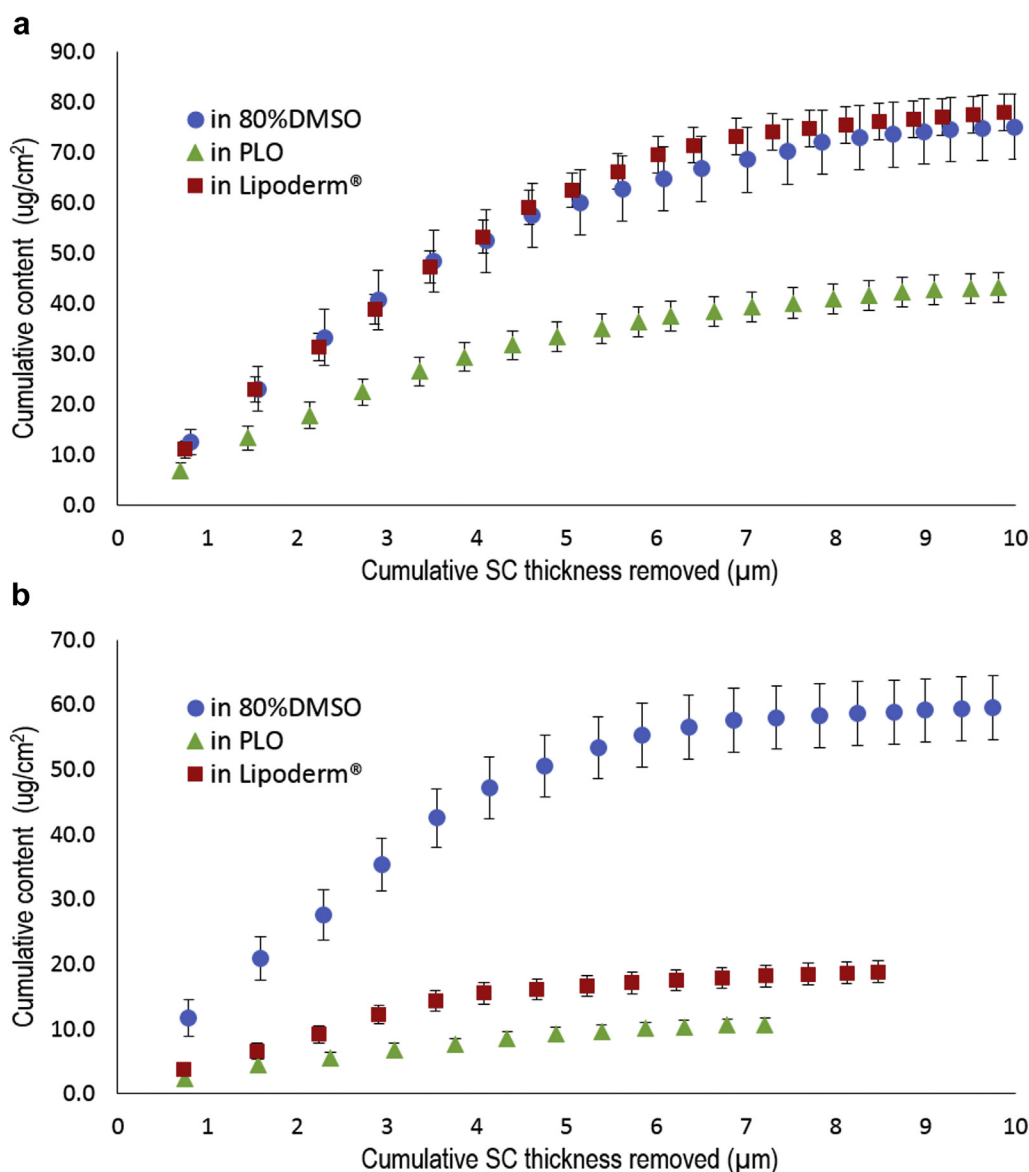 a
90.0
80.0
70.0
60.0
50.0
40.0
30.0
20.0
10.0
0.0
Cumulative content (ug/cm²)
in 80%DMSO
in PLO
in Lipoderm®
0 1 2 3 4 5 6 7 8 9 10
Cumulative SC thickness removed (µm)
b
70.0
60.0
50.0
40.0
30.0
20.0
10.0
0.0
Cumulative content (ug/cm²)
in 80%DMSO
in PLO
in Lipoderm®
0 1 2 3 4 5 6 7 8 9 10
Cumulative SC thickness removed (µm)